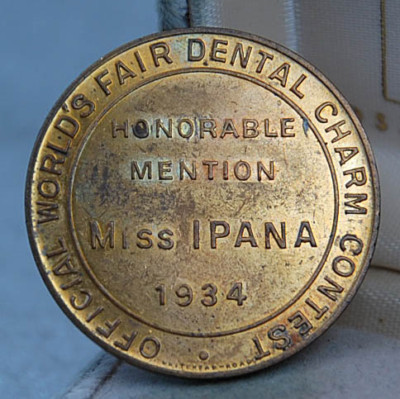 OFFICIAL WORLD'S FAIR DENTAL CHARM CONTEST
HONORABLE
MENTION
MISS IPANA
1934